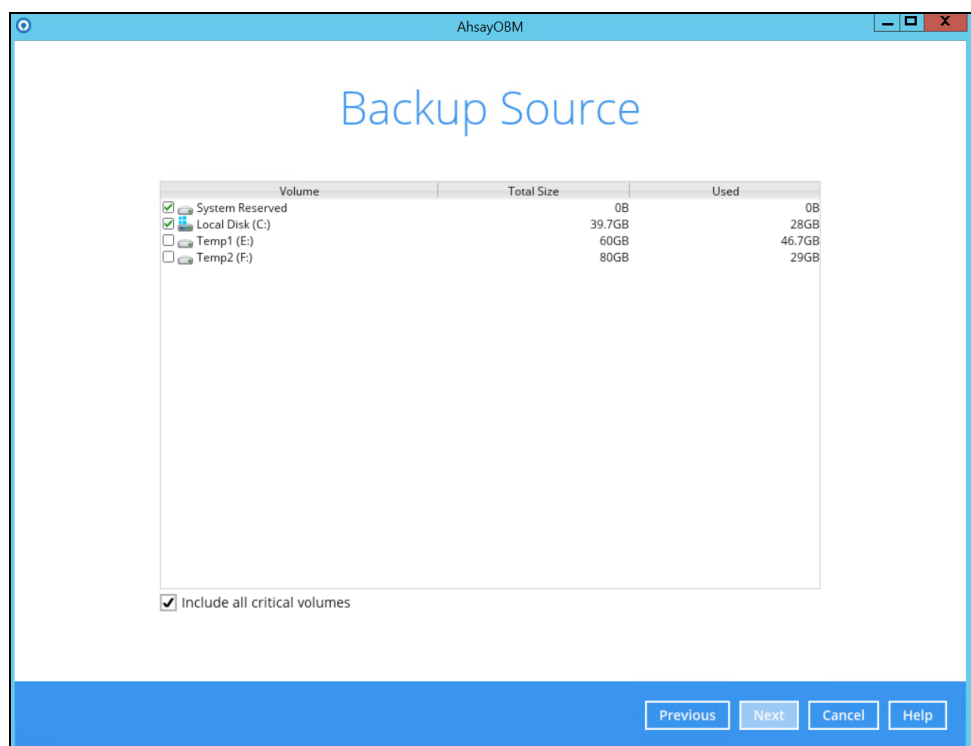 AhsayOBM
Backup Source
Volume Total Size Used
System Reserved 0B 0B
Local Disk (C:) 39.7GB 28GB
Temp1 (E:) 60GB 46.7GB
Temp2 (F:) 80GB 29GB
Include all critical volumes
Previous Next Cancel Help